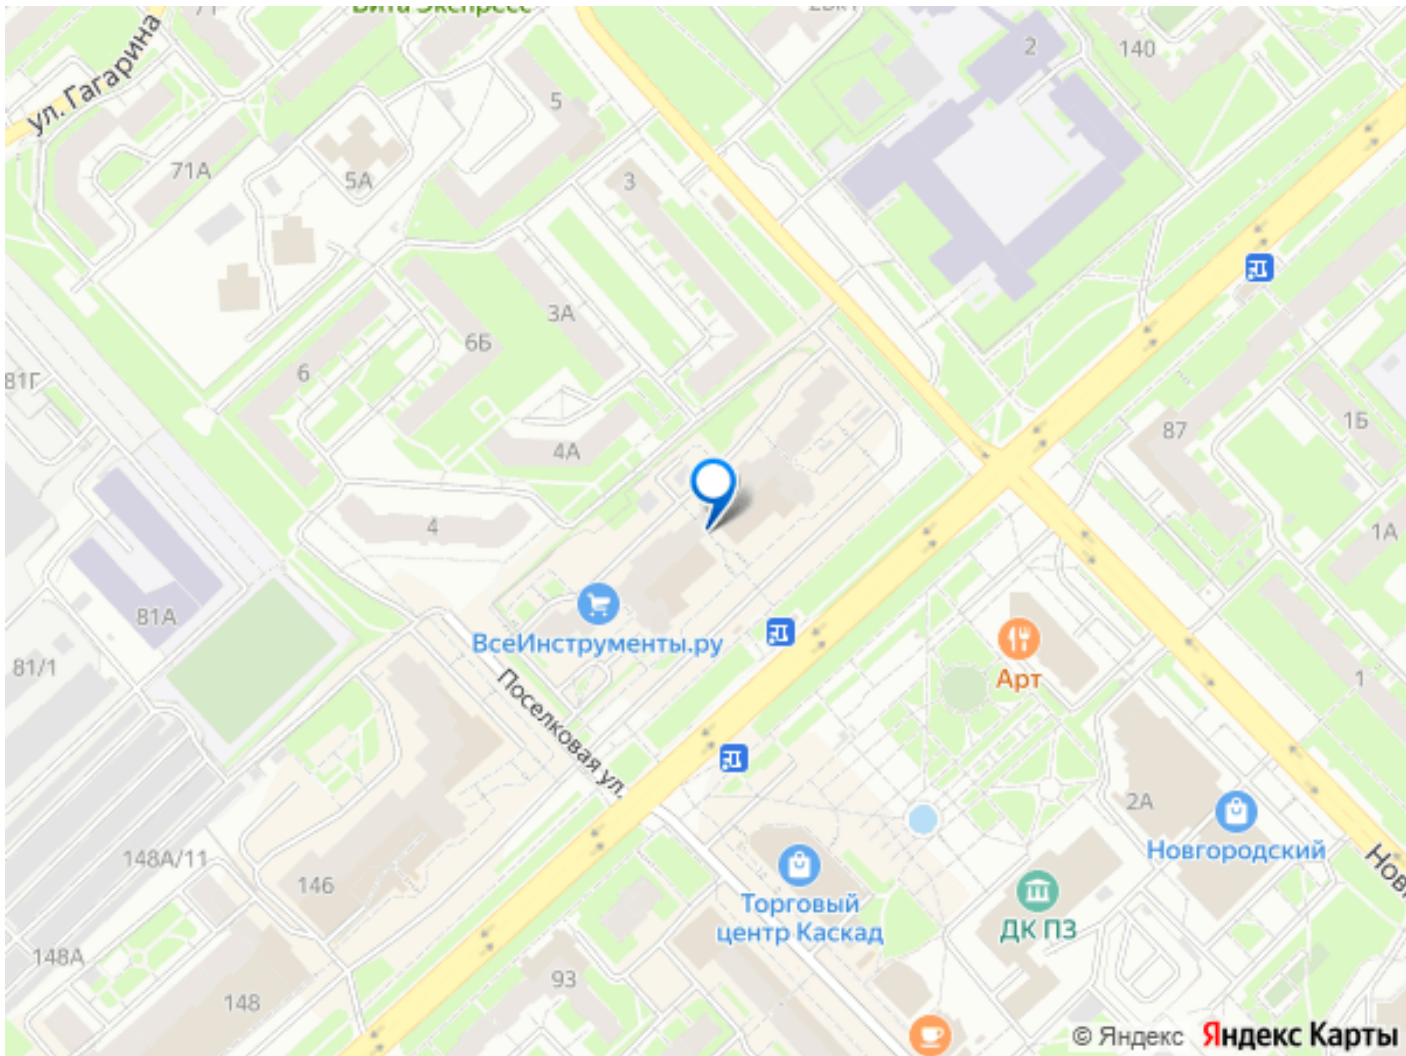 Вита Экспресс
ул. Гагарина
2
140
5
71А
5А
3
3А
6Б
6
81Г
87
1Б
4А
4
1А
81А
ВсеИнструменты.ру
81/1
Арт
1
Поселковая ул.
2А
Новгородский
148А/11
146
Торговый
центр Каскад
ДК ПЗ
148А
148
93
© Яндекс
Яндекс Карты